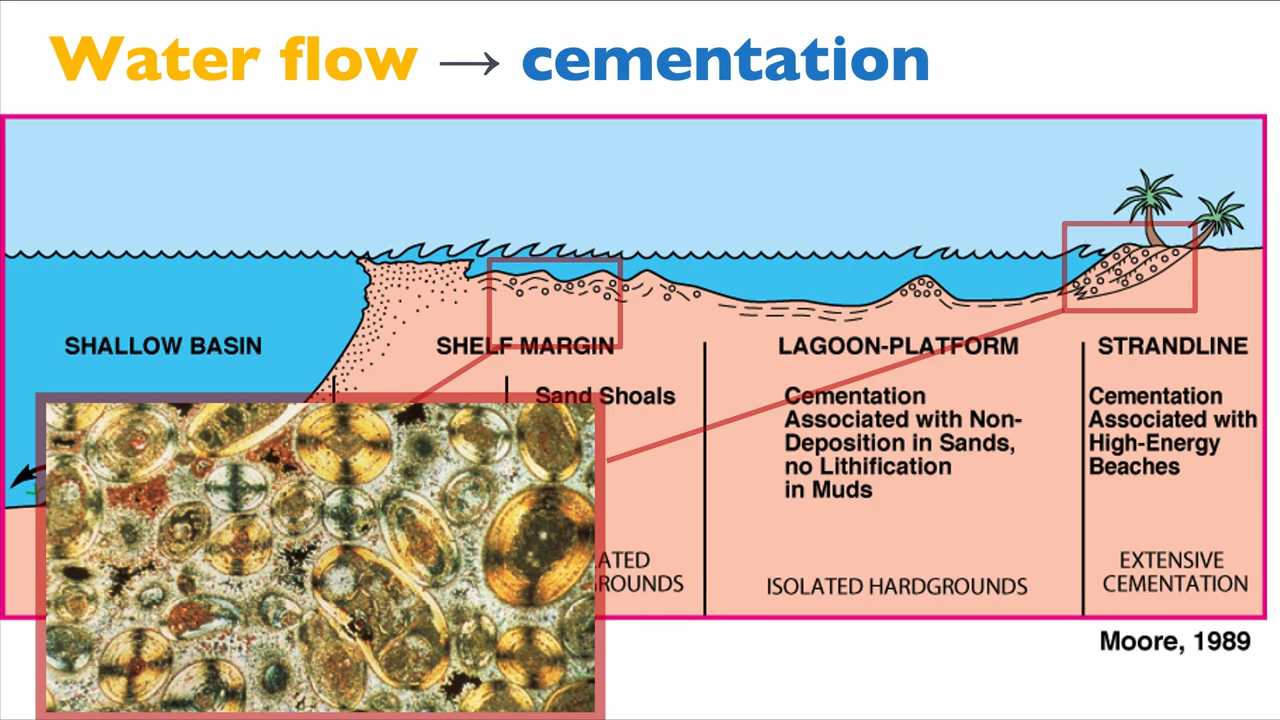 Water flow → cementation
SHALLOW BASIN
SHELF MARGIN
LAGOON-PLATFORM
STRANDLINE
Sand Shoals
Cementation
Associated with Non-
Deposition in Sands,
no Lithification
in Muds
Cementation
Associated with
High-Energy
Beaches
ISOLATED HARDGROUNDS
EXTENSIVE
CEMENTATION
Moore, 1989